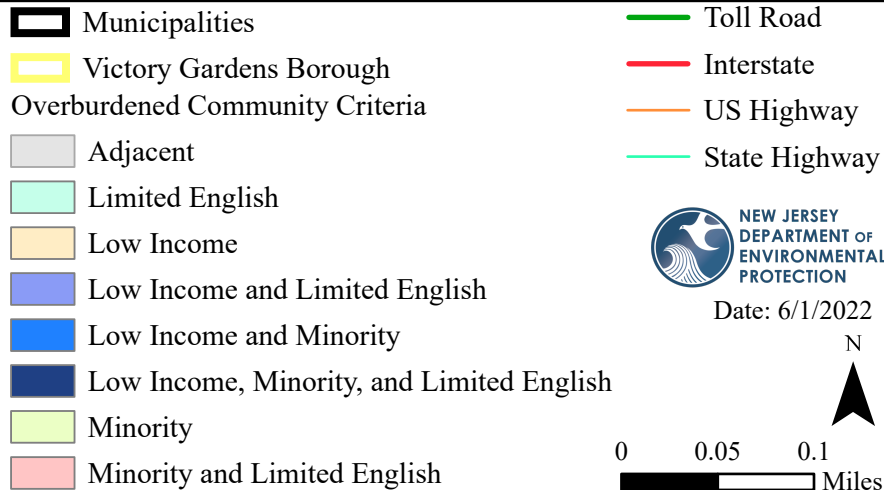 Municipalities
Victory Gardens Borough
Overburdened Community Criteria
Adjacent
Limited English
Low Income
Low Income and Limited English
Low Income and Minority
Low Income, Minority, and Limited English
Minority
Minority and Limited English
Toll Road
Interstate
US Highway
State Highway
NEW JERSEY
DEPARTMENT OF
ENVIRONMENTAL
PROTECTION
Date: 6/1/2022
N
0 0.05 0.1
Miles